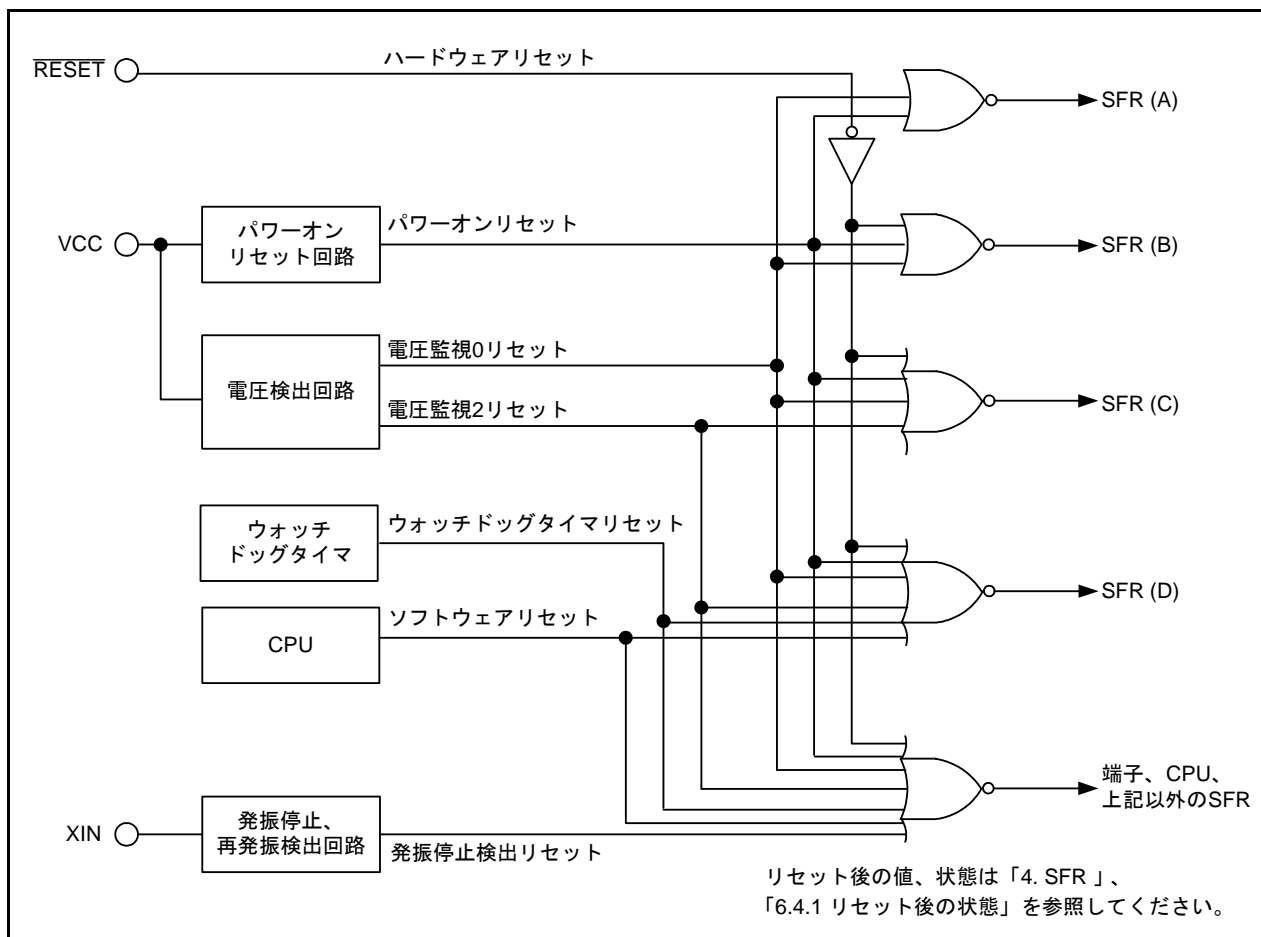 RESET
ハードウェアリセット
SFR (A)
VCC
パワーオン
リセット回路
パワーオンリセット
SFR (B)
電圧検出回路
電圧監視0リセット
電圧監視2リセット
SFR (C)
ウォッチ
ドッグタイマ
ウォッチドッグタイマリセット
SFR (D)
CPU
ソフトウェアリセット
端子、CPU、
上記以外のSFR
XIN
発振停止、
再発振検出回路
発振停止検出リセット
リセット後の値、状態は「4. SFR 」、
「6.4.1 リセット後の状態」を参照してください。